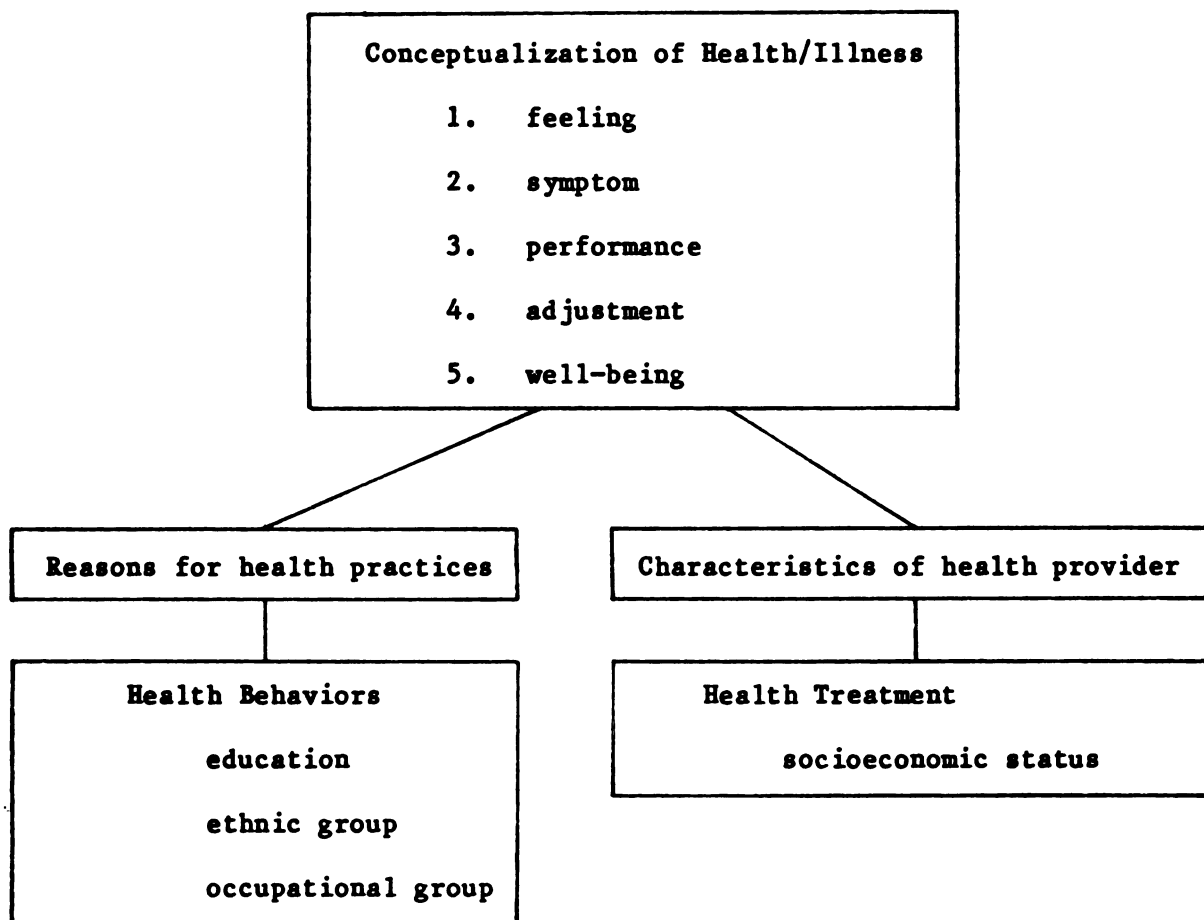 Conceptualization of Health/Illness
1. feeling
2. symptom
3. performance
4. adjustment
5. well-being
Reasons for health practices
Characteristics of health provider
Health Behaviors
education
ethnic group
occupational group
Health Treatment
socioeconomic status